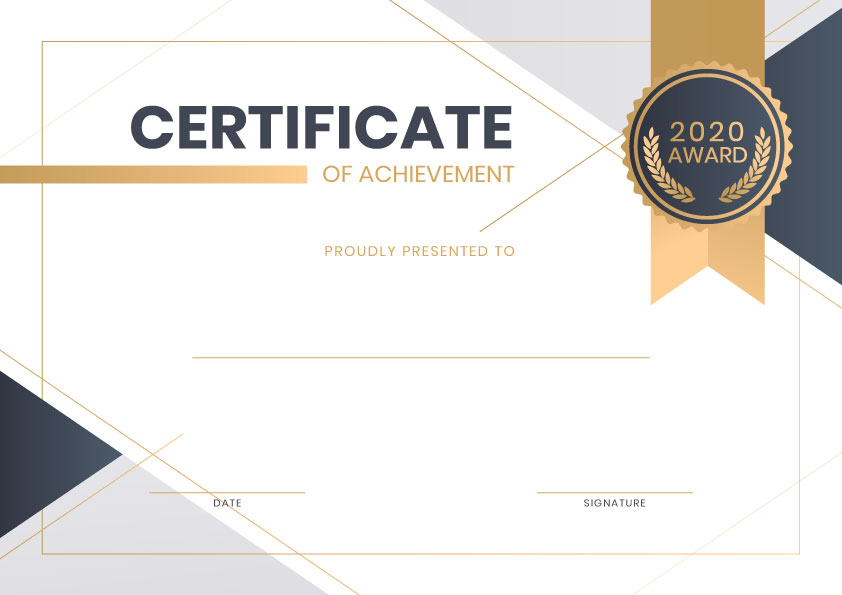 CERTIFICATE
OF ACHIEVEMENT
2020
AWARD
PROUDLY PRESENTED TO
DATE
SIGNATURE